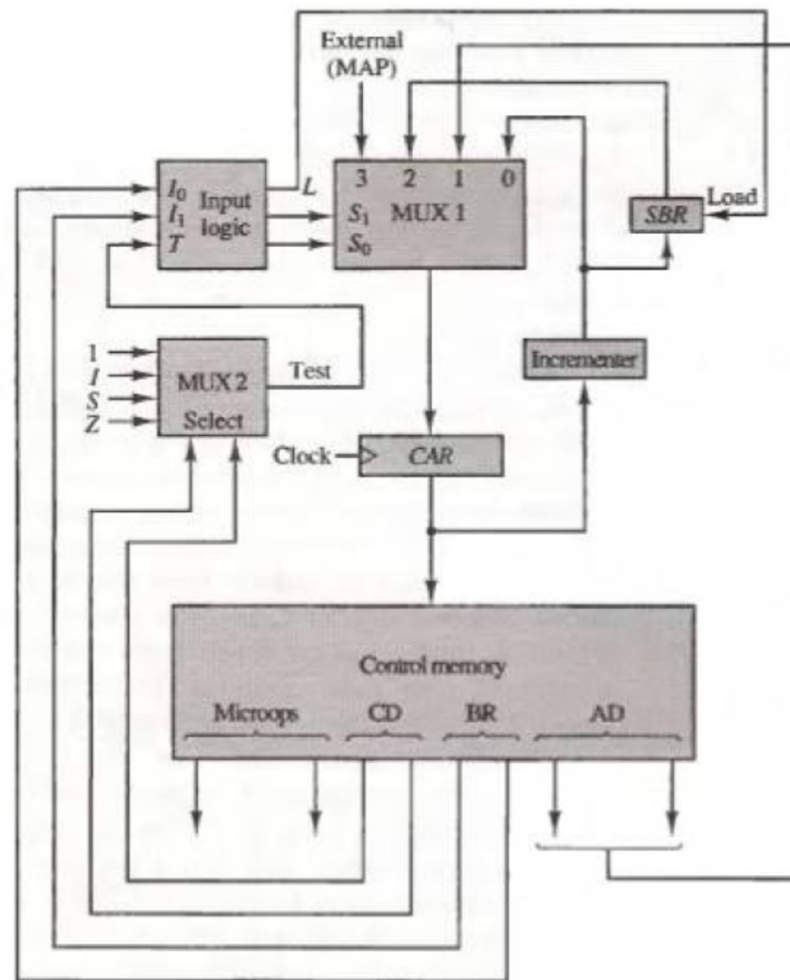 External
(MAP)
I₀ Input L
I₁ logic
T
3 2 1 0
S₁ MUX 1
S₀
SBR Load
Incrementer
1
I MUX 2 Test
S
Z Select
Clock CAR
Control memory
Microops CD BR AD